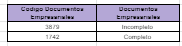 Codigo Documentos Empresariales | Documentos Empresariales
3879 | Incompleto
1742 | Completo